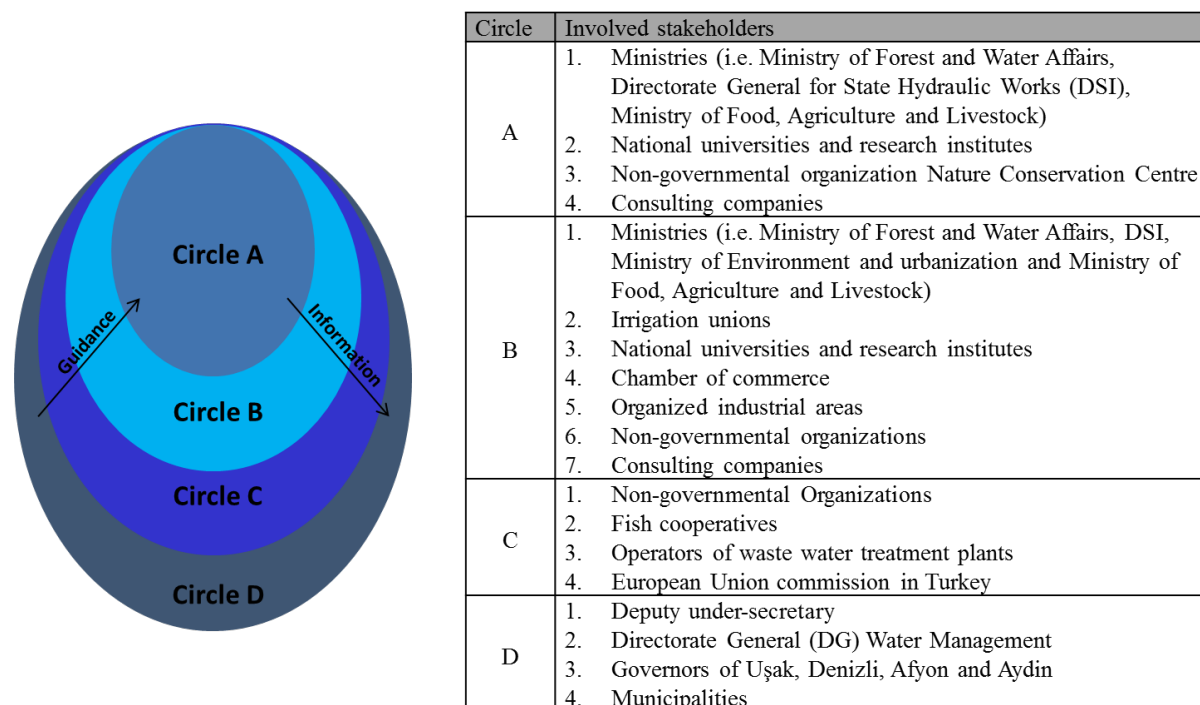 Circle A
Guidance
Information
Circle B
Circle C
Circle D
Circle Involved stakeholders
A
1. Ministries (i.e. Ministry of Forest and Water Affairs,
Directorate General for State Hydraulic Works (DSI),
Ministry of Food, Agriculture and Livestock)
2. National universities and research institutes
3. Non-governmental organization Nature Conservation Centre
4. Consulting companies
B
1. Ministries (i.e. Ministry of Forest and Water Affairs, DSI,
Ministry of Environment and urbanization and Ministry of
Food, Agriculture and Livestock)
2. Irrigation unions
3. National universities and research institutes
4. Chamber of commerce
5. Organized industrial areas
6. Non-governmental organizations
7. Consulting companies
C
1. Non-governmental Organizations
2. Fish cooperatives
3. Operators of waste water treatment plants
4. European Union commission in Turkey
D
1. Deputy under-secretary
2. Directorate General (DG) Water Management
3. Governors of Uşak, Denizli, Afyon and Aydin
4. Municipalities